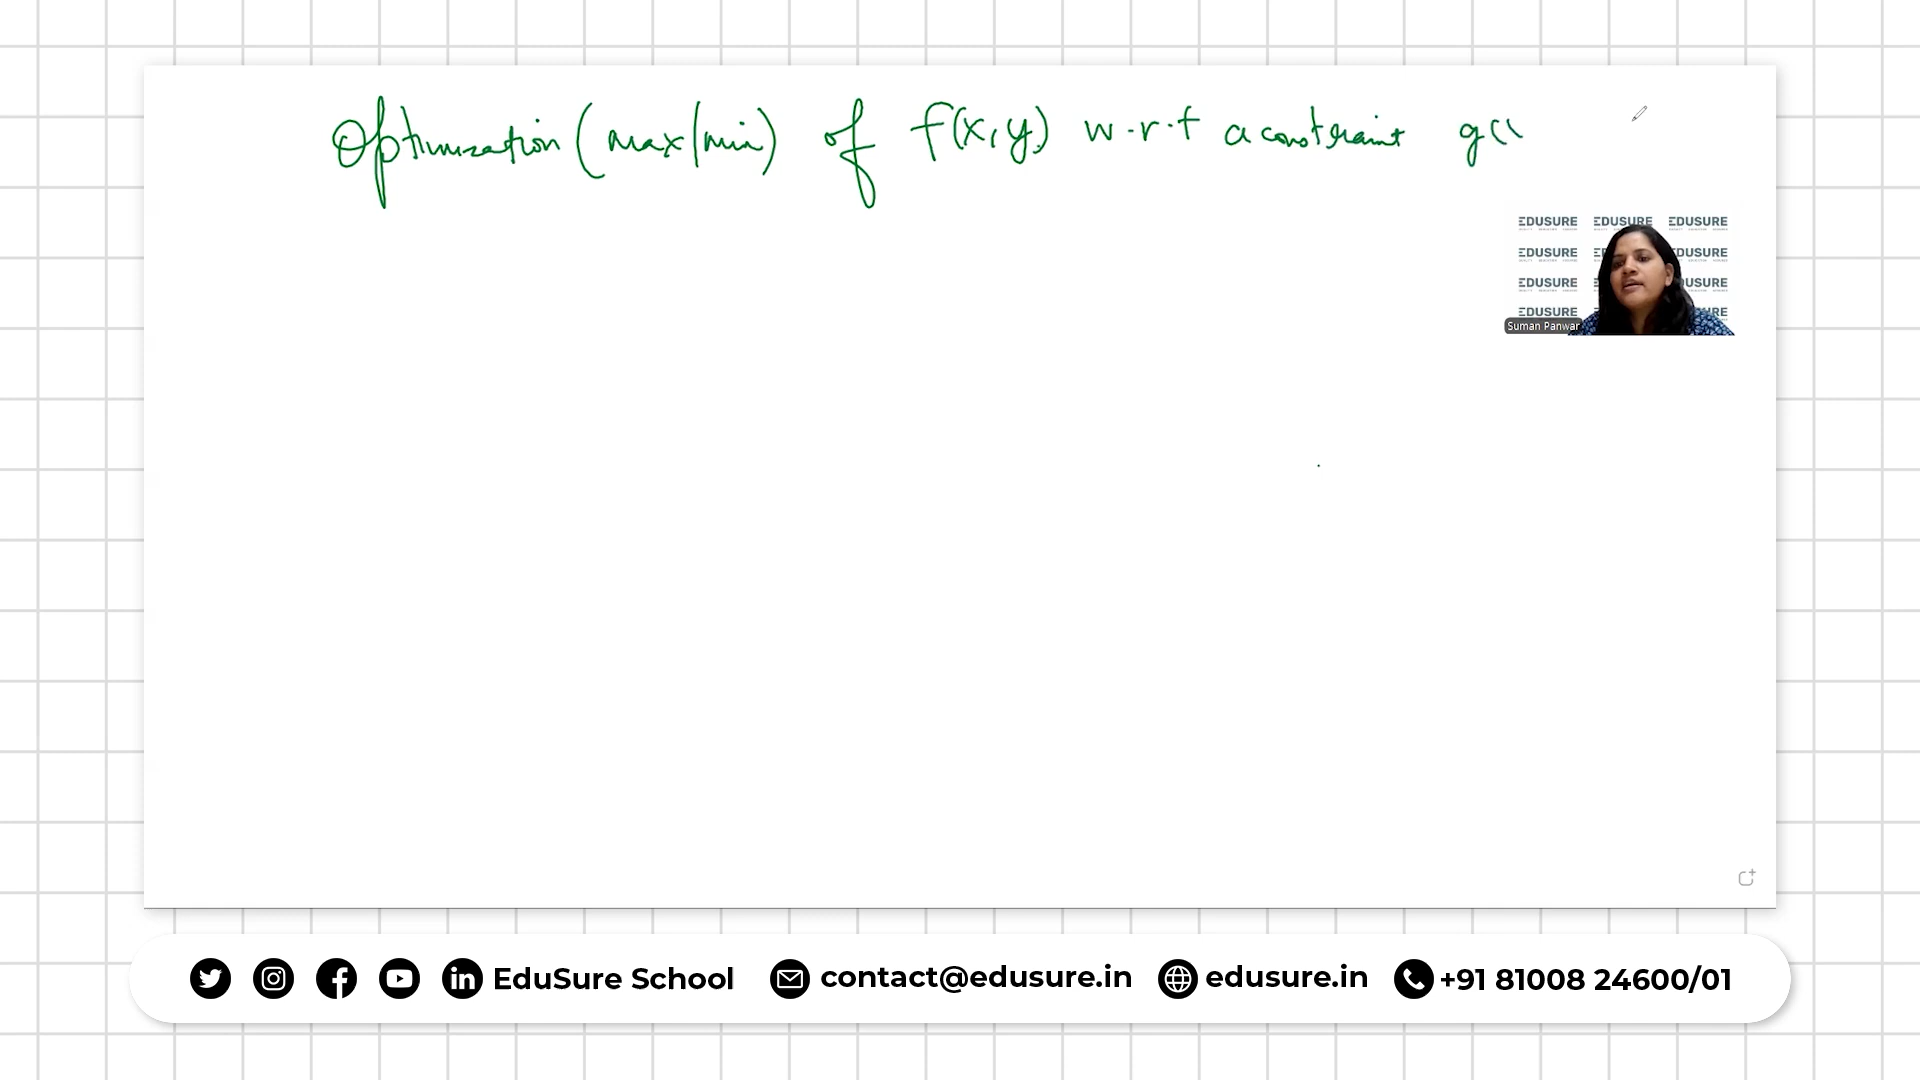 Optimization (max/min) of f(x,y) w.r.t a constraint g((
EDUSURE EDUSURE EDUSURE
EDUSURE EDUSURE
EDUSURE
EDUSURE
Suman Panwar
EduSure School contact@edusure.in edusure.in +91 81008 24600/01